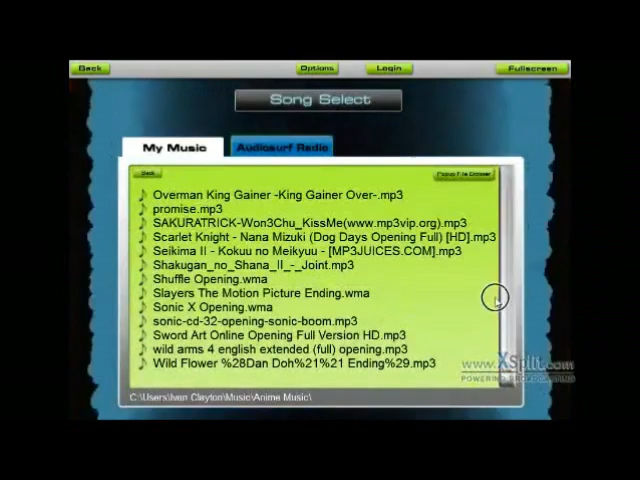 Back
Options
Login
Fullscreen
Song Select
My Music
Audiosurf Radio
Back
Popup File Browser
Overman King Gainer -King Gainer Over-.mp3
promise.mp3
SAKURATRICK-Won3Chu_KissMe(www.mp3vip.org).mp3
Scarlet Knight - Nana Mizuki (Dog Days Opening Full) [HD].mp3
Seikima II - Kokuu no Meikyuu - [MP3JUICES.COM].mp3
Shakugan_no_Shana_II_-_Joint.mp3
Shuffle Opening.wma
Slayers The Motion Picture Ending.wma
Sonic X Opening.wma
sonic-cd-32-opening-sonic-boom.mp3
Sword Art Online Opening Full Version HD.mp3
wild arms 4 english extended (full) opening.mp3
Wild Flower %28Dan Doh%21%21 Ending%29.mp3
www.XSplit.com
POWERING BROADCASTING
C:\Users\Ivan Clayton\Music\Anime Music\